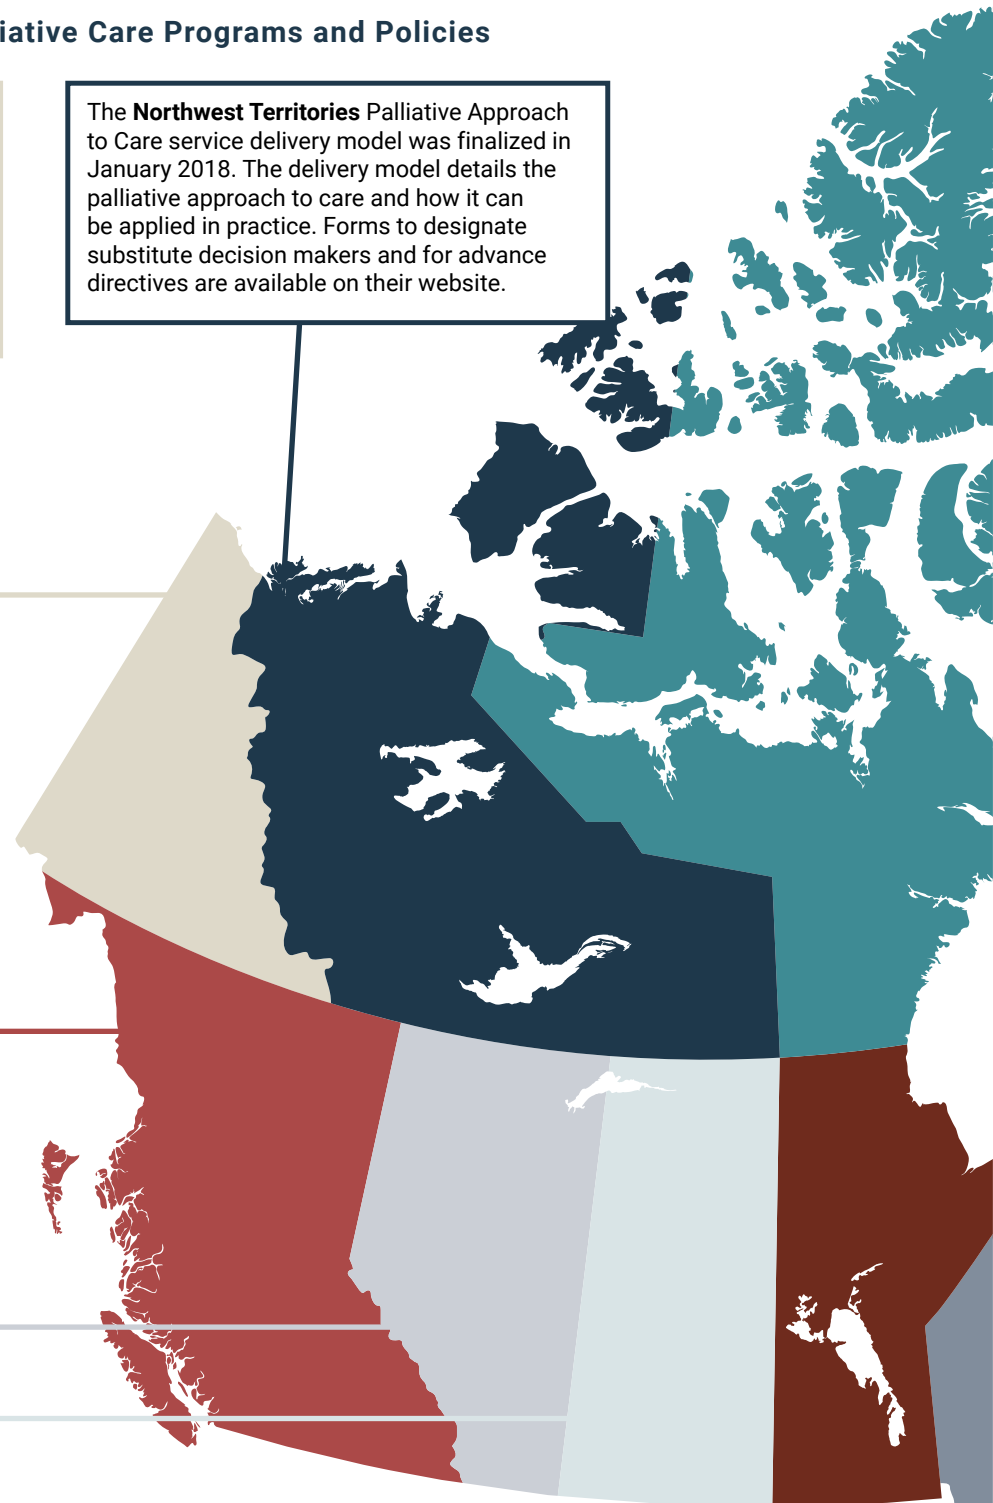 iative Care Programs and Policies
The Northwest Territories Palliative Approach
to Care service delivery model was finalized in
January 2018. The delivery model details the
palliative approach to care and how it can
be applied in practice. Forms to designate
substitute decision makers and for advance
directives are available on their website.